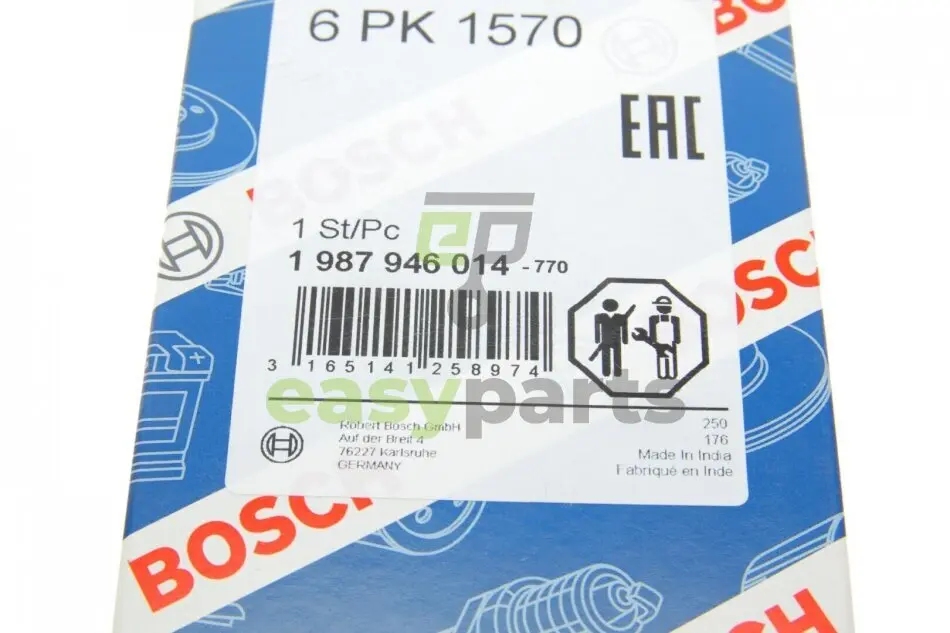 BOSCH
6 PK 1570
EAC
BOSCH
1 St/Pc
1 987 946 014 - 770
BOSCH
3 165141 258974
easyparts
Robert Bosch GmbH
Auf der Breit 4
76227 Karlsruhe
GERMANY
250
176
Made In India
Fabriqué en Inde
BOSCH
BOSCH